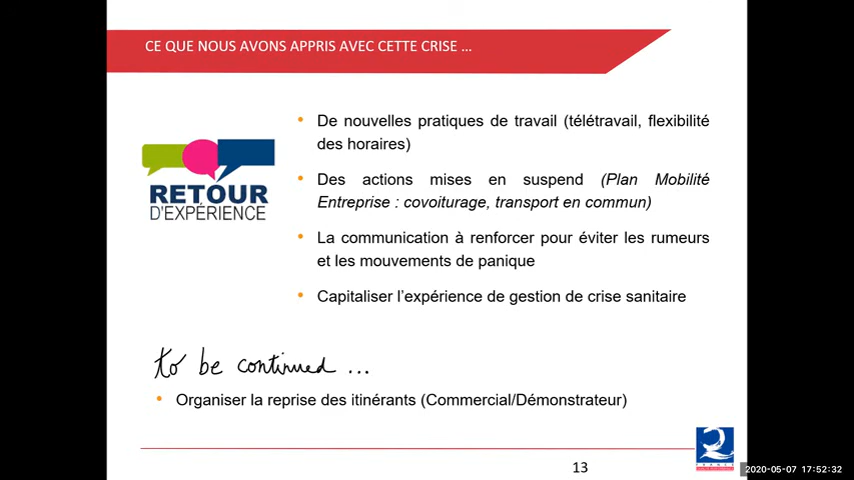 CE QUE NOUS AVONS APPRIS AVEC CETTE CRISE ...
• De nouvelles pratiques de travail (télétravail, flexibilité
des horaires)
• Des actions mises en suspend (Plan Mobilité
Entreprise : covoiturage, transport en commun)
RETOUR
D'EXPÉRIENCE
• La communication à renforcer pour éviter les rumeurs
et les mouvements de panique
• Capitaliser l'expérience de gestion de crise sanitaire
to be continued ...
• Organiser la reprise des itinérants (Commercial/Démonstrateur)
13
FRANCE
2020-05-07 17:52:32